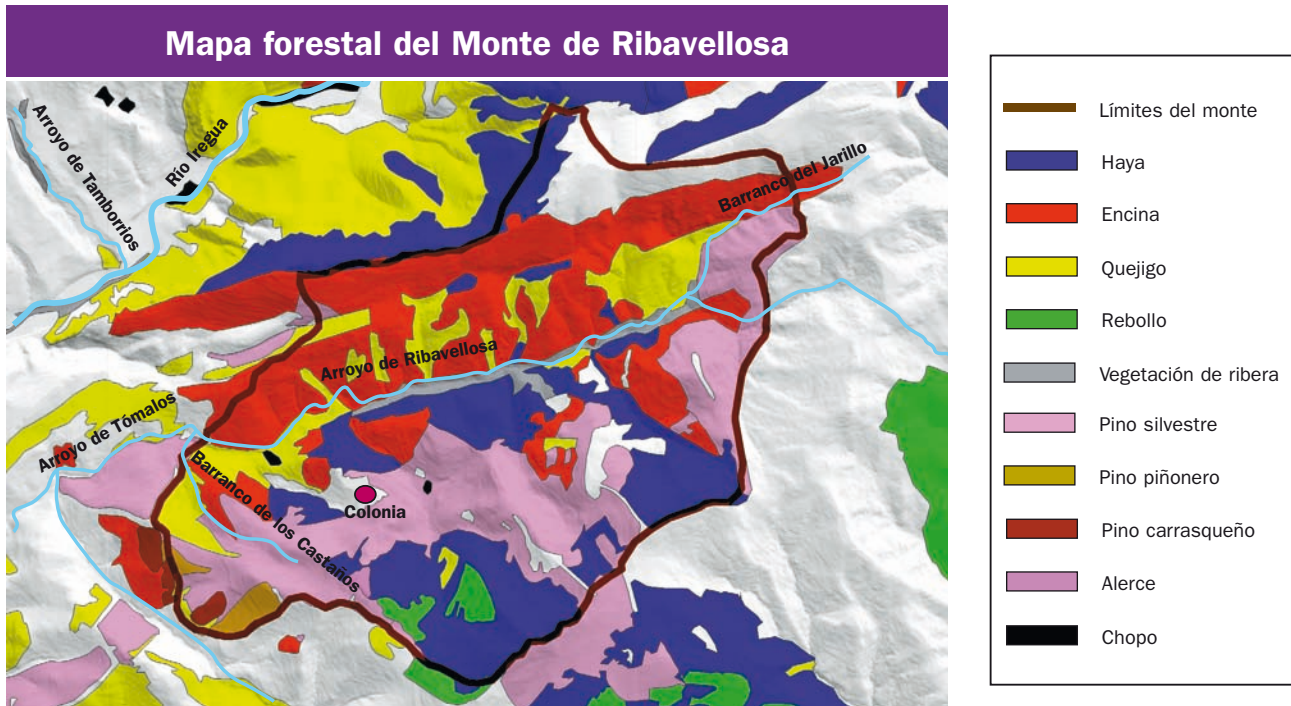 Mapa forestal del Monte de Ribavellosa
Arroyo de Tamborrios
Río Iregua
Barranco del Jarillo
Arroyo de Ribavellosa
Arroyo de Tómalos
Barranco de los Castaños
Colonia
Límites del monte
Haya
Encina
Quejigo
Rebollo
Vegetación de ribera
Pino silvestre
Pino piñonero
Pino carrasqueño
Alerce
Chopo